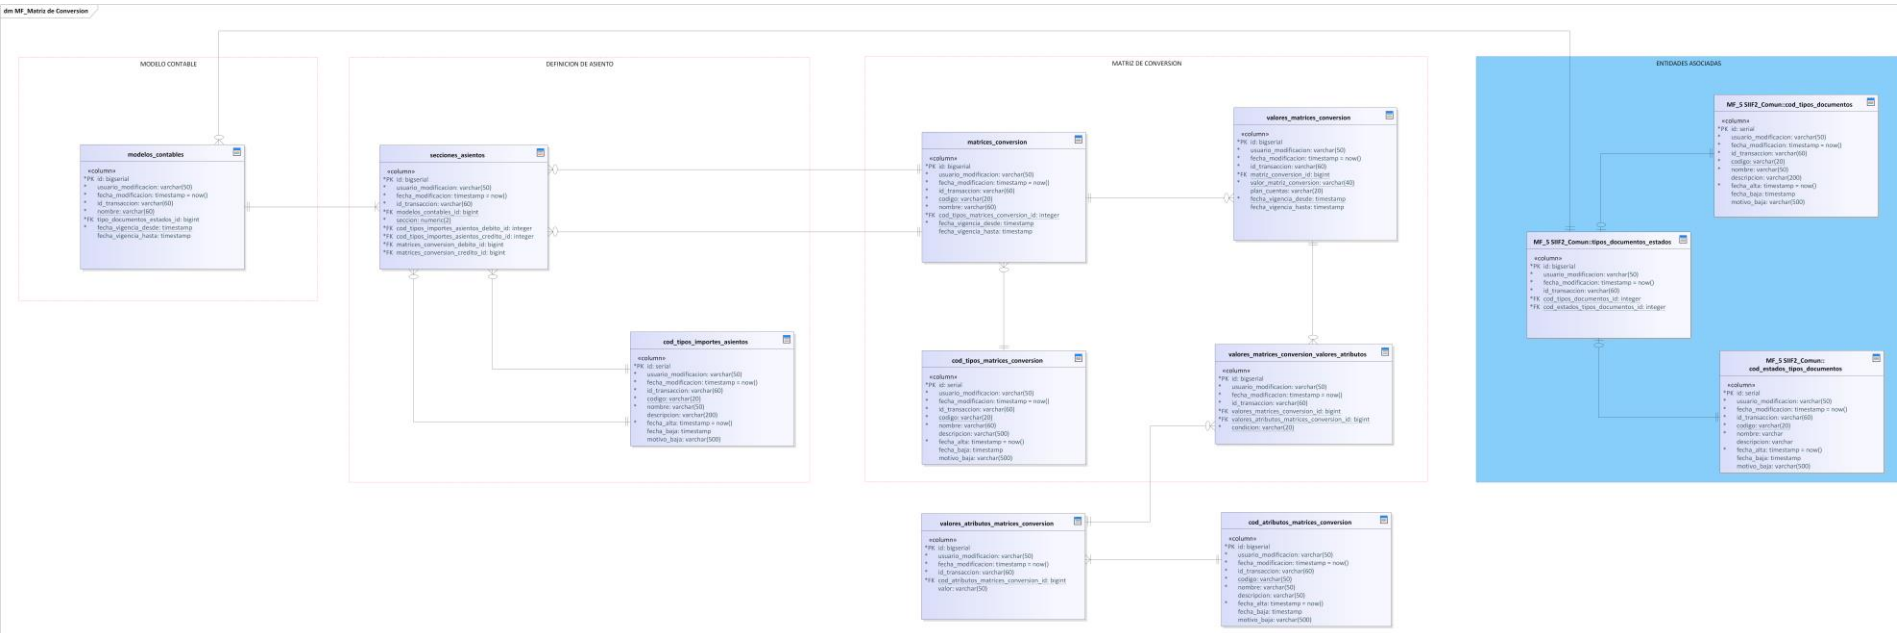 dm MF_Matriz de Conversion
MODELO CONTABLE
modelos_contables
«column»
*PK id: bigserial
* usuario_modificacion: varchar(50)
* fecha_modificacion: timestamp = now()
* id_transaccion: varchar(60)
* nombre: varchar(60)
*FK tipo_documentos_estados_id: bigint
* fecha_vigencia_desde: timestamp
fecha_vigencia_hasta: timestamp
DEFINICION DE ASIENTO
secciones_asientos
«column»
*PK id: bigserial
* usuario_modificacion: varchar(50)
* fecha_modificacion: timestamp = now()
* id_transaccion: varchar(60)
*FK modelos_contables_id: bigint
* seccion: numeric(2)
*FK cod_tipos_importes_asientos_debito_id: integer
*FK cod_tipos_importes_asientos_credito_id: integer
*FK matrices_conversion_debito_id: bigint
*FK matrices_conversion_credito_id: bigint
cod_tipos_importes_asientos
«column»
*PK id: serial
* usuario_modificacion: varchar(50)
* fecha_modificacion: timestamp = now()
* id_transaccion: varchar(60)
* codigo: varchar(20)
* nombre: varchar(50)
descripcion: varchar(200)
* fecha_alta: timestamp = now()
fecha_baja: timestamp
motivo_baja: varchar(500)
MATRIZ DE CONVERSION
matrices_conversion
«column»
*PK id: bigserial
* usuario_modificacion: varchar(50)
* fecha_modificacion: timestamp = now()
* id_transaccion: varchar(60)
* codigo: varchar(20)
* nombre: varchar(60)
*FK cod_tipos_matrices_conversion_id: integer
* fecha_vigencia_desde: timestamp
fecha_vigencia_hasta: timestamp
valores_matrices_conversion
«column»
*PK id: bigserial
* usuario_modificacion: varchar(50)
* fecha_modificacion: timestamp = now()
* id_transaccion: varchar(60)
*FK matriz_conversion_id: bigint
* valor_matriz_conversion: varchar(40)
plan_cuentas: varchar(20)
* fecha_vigencia_desde: timestamp
fecha_vigencia_hasta: timestamp
cod_tipos_matrices_conversion
«column»
*PK id: serial
* usuario_modificacion: varchar(50)
* fecha_modificacion: timestamp = now()
* id_transaccion: varchar(60)
* codigo: varchar(20)
* nombre: varchar(60)
descripcion: varchar(500)
* fecha_alta: timestamp = now()
fecha_baja: timestamp
motivo_baja: varchar(500)
valores_matrices_conversion_valores_atributos
«column»
*PK id: bigserial
* usuario_modificacion: varchar(50)
* fecha_modificacion: timestamp = now()
* id_transaccion: varchar(60)
*FK valores_matrices_conversion_id: bigint
*FK valores_atributos_matrices_conversion_id: bigint
* condicion: varchar(20)
valores_atributos_matrices_conversion
«column»
*PK id: bigserial
* usuario_modificacion: varchar(50)
* fecha_modificacion: timestamp = now()
* id_transaccion: varchar(60)
*FK cod_atributos_matrices_conversion_id: bigint
valor: varchar(50)
cod_atributos_matrices_conversion
«column»
*PK id: bigserial
* usuario_modificacion: varchar(50)
* fecha_modificacion: timestamp = now()
* id_transaccion: varchar(60)
* codigo: varchar(50)
* nombre: varchar(50)
descripcion: varchar(50)
* fecha_alta: timestamp = now()
fecha_baja: timestamp
motivo_baja: varchar(500)
ENTIDADES ASOCIADAS
MF_5 SIIF2_Comun::cod_tipos_documentos
«column»
*PK id: serial
* usuario_modificacion: varchar(50)
* fecha_modificacion: timestamp = now()
* id_transaccion: varchar(60)
* codigo: varchar(20)
* nombre: varchar(50)
descripcion: varchar(200)
* fecha_alta: timestamp = now()
fecha_baja: timestamp
motivo_baja: varchar(500)
MF_5 SIIF2_Comun::tipos_documentos_estados
«column»
*PK id: bigserial
* usuario_modificacion: varchar(50)
* fecha_modificacion: timestamp = now()
* id_transaccion: varchar(60)
*FK cod_tipos_documentos_id: integer
*FK cod_estados_tipos_documentos_id: integer
MF_5 SIIF2_Comun::
cod_estados_tipos_documentos
«column»
*PK id: serial
* usuario_modificacion: varchar(50)
* fecha_modificacion: timestamp = now()
* id_transaccion: varchar(60)
* codigo: varchar(20)
* nombre: varchar
descripcion: varchar
* fecha_alta: timestamp = now()
fecha_baja: timestamp
motivo_baja: varchar(500)